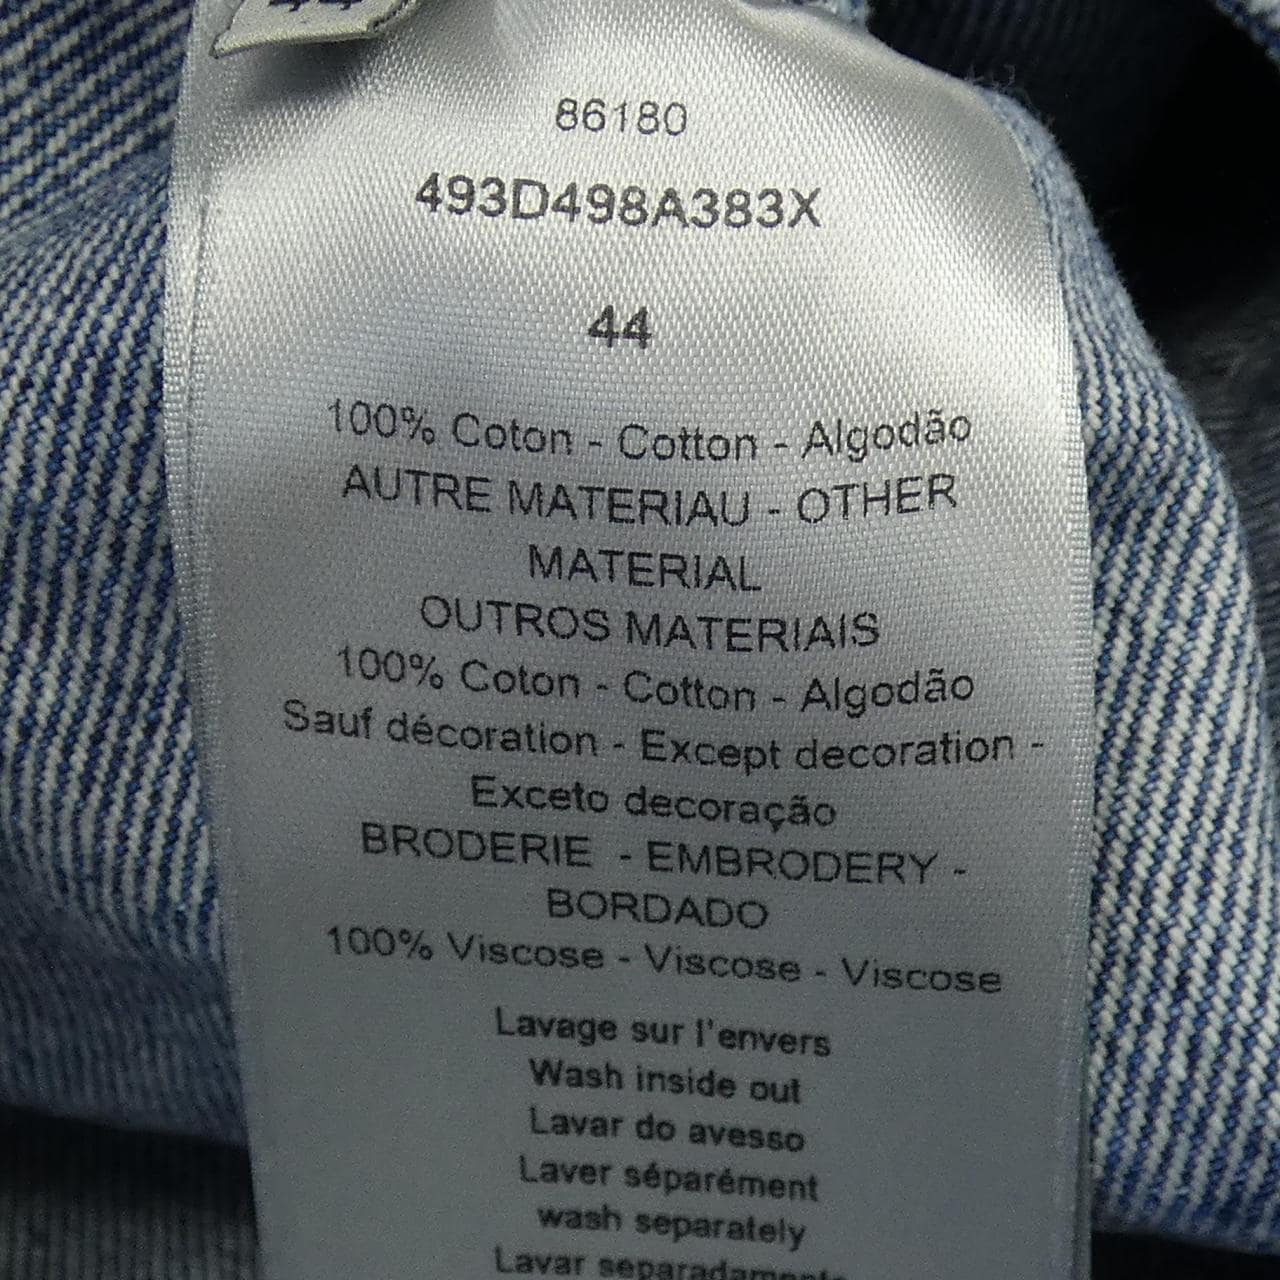 86180
493D498A383X
44
100% Coton - Cotton - Algodão
AUTRE MATERIAU - OTHER
MATERIAL
OUTROS MATERIAIS
100% Coton - Cotton - Algodão
Sauf décoration - Except decoration -
Exceto decoração
BRODERIE - EMBRODERY -
BORDADO
100% Viscose - Viscose - Viscose
Lavage sur l'envers
Wash inside out
Lavar do avesso
Laver séparément
wash separately
Lavar